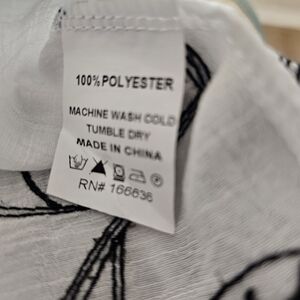 100% POLYESTER
MACHINE WASH COLD
TUMBLE DRY
MADE IN CHINA
RN# 166636